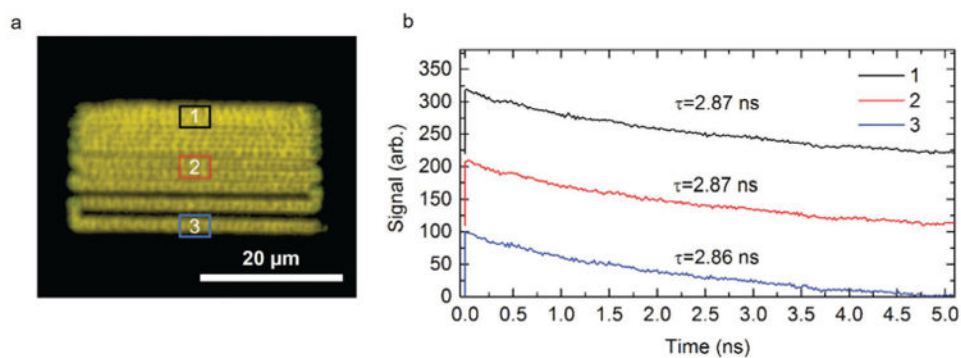 a
1
2
3
20 µm
b
350
300
250
200
150
100
50
0
Signal (arb.)
τ=2.87 ns
τ=2.87 ns
τ=2.86 ns
1
2
3
0.0 0.5 1.0 1.5 2.0 2.5 3.0 3.5 4.0 4.5 5.0
Time (ns)